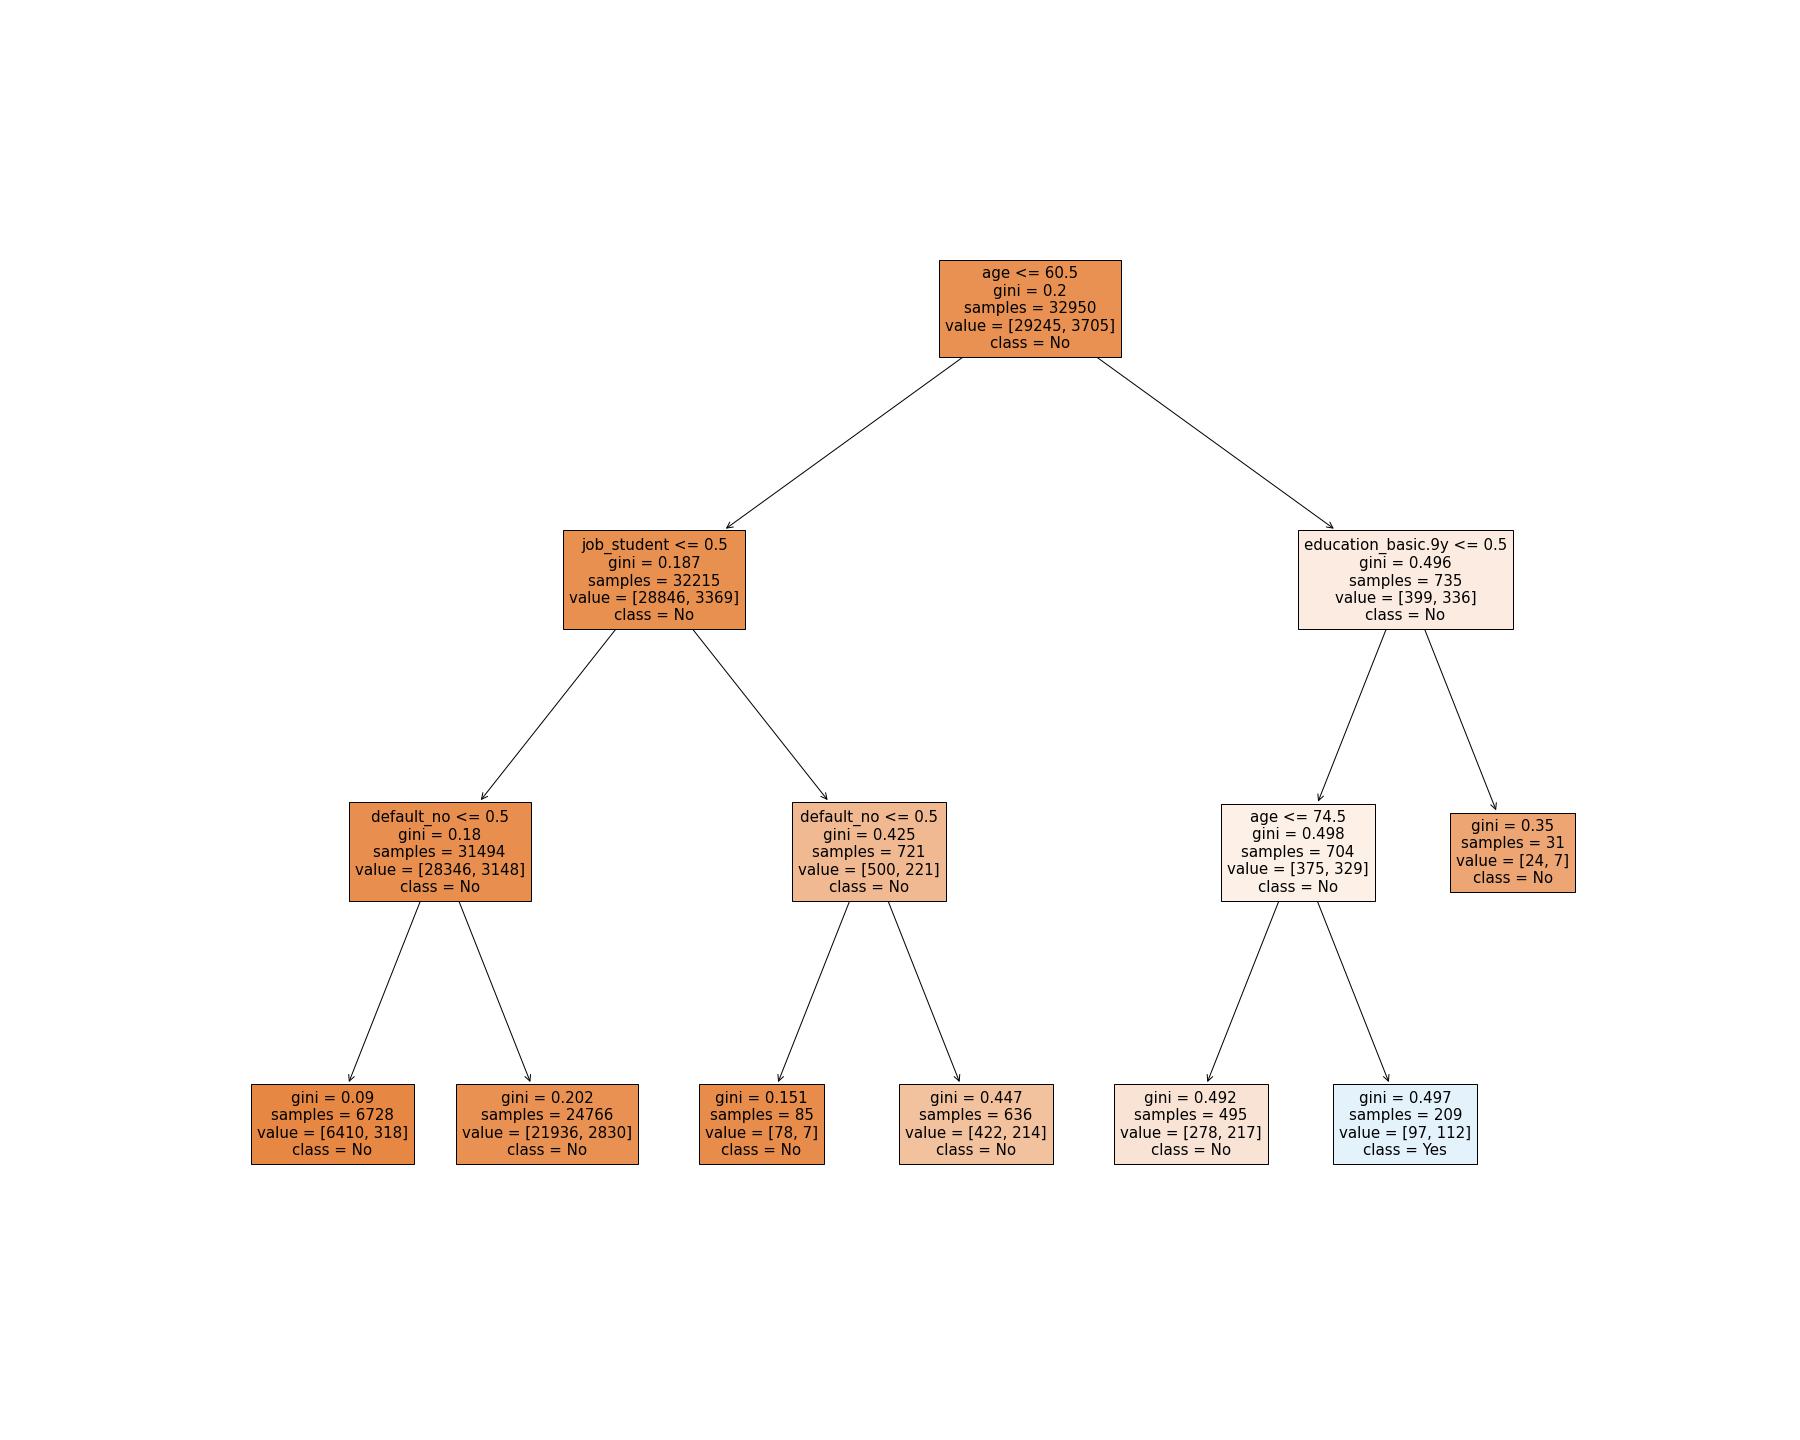 age <= 60.5
gini = 0.2
samples = 32950
value = [29245, 3705]
class = No
job_student <= 0.5
gini = 0.187
samples = 32215
value = [28846, 3369]
class = No
education_basic.9y <= 0.5
gini = 0.496
samples = 735
value = [399, 336]
class = No
default_no <= 0.5
gini = 0.18
samples = 31494
value = [28346, 3148]
class = No
default_no <= 0.5
gini = 0.425
samples = 721
value = [500, 221]
class = No
age <= 74.5
gini = 0.498
samples = 704
value = [375, 329]
class = No
gini = 0.35
samples = 31
value = [24, 7]
class = No
gini = 0.09
samples = 6728
value = [6410, 318]
class = No
gini = 0.202
samples = 24766
value = [21936, 2830]
class = No
gini = 0.151
samples = 85
value = [78, 7]
class = No
gini = 0.447
samples = 636
value = [422, 214]
class = No
gini = 0.492
samples = 495
value = [278, 217]
class = No
gini = 0.497
samples = 209
value = [97, 112]
class = Yes